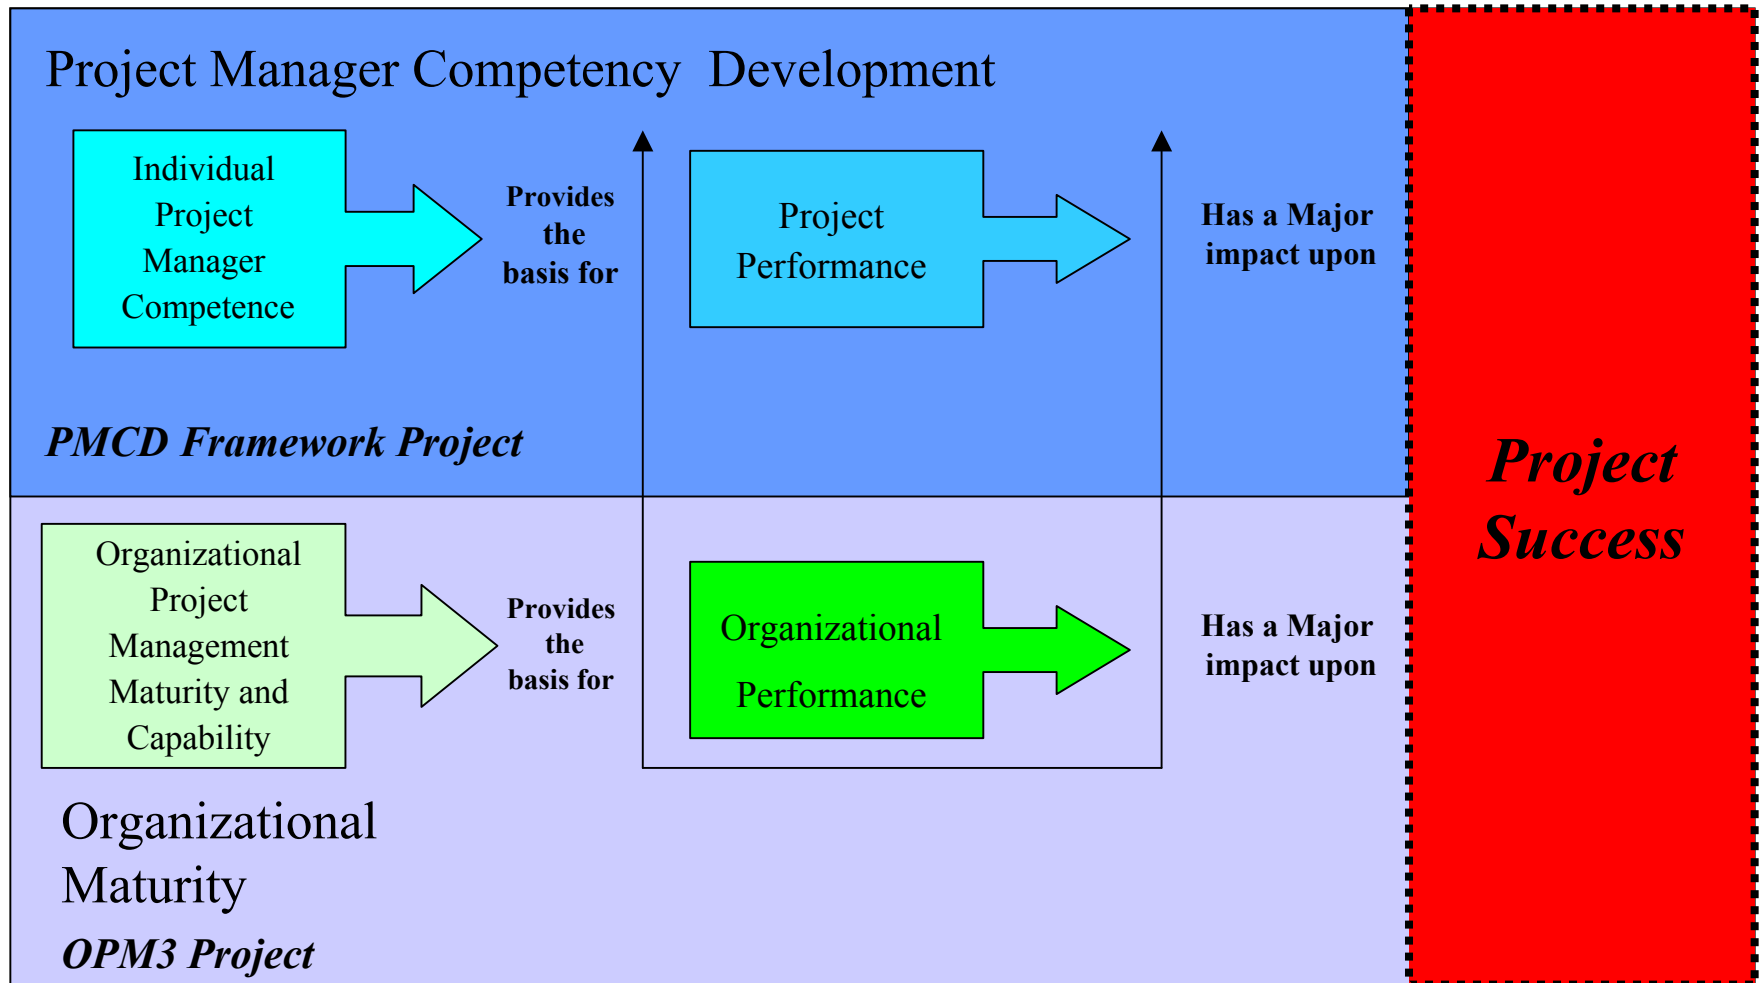 Project Manager Competency Development
Individual
Project
Manager
Competence
Provides
the
basis for
Project
Performance
Has a Major
impact upon
PMCD Framework Project
Project
Success
Organizational
Project
Management
Maturity and
Capability
Provides
the
basis for
Organizational
Performance
Has a Major
impact upon
Organizational
Maturity
OPM3 Project